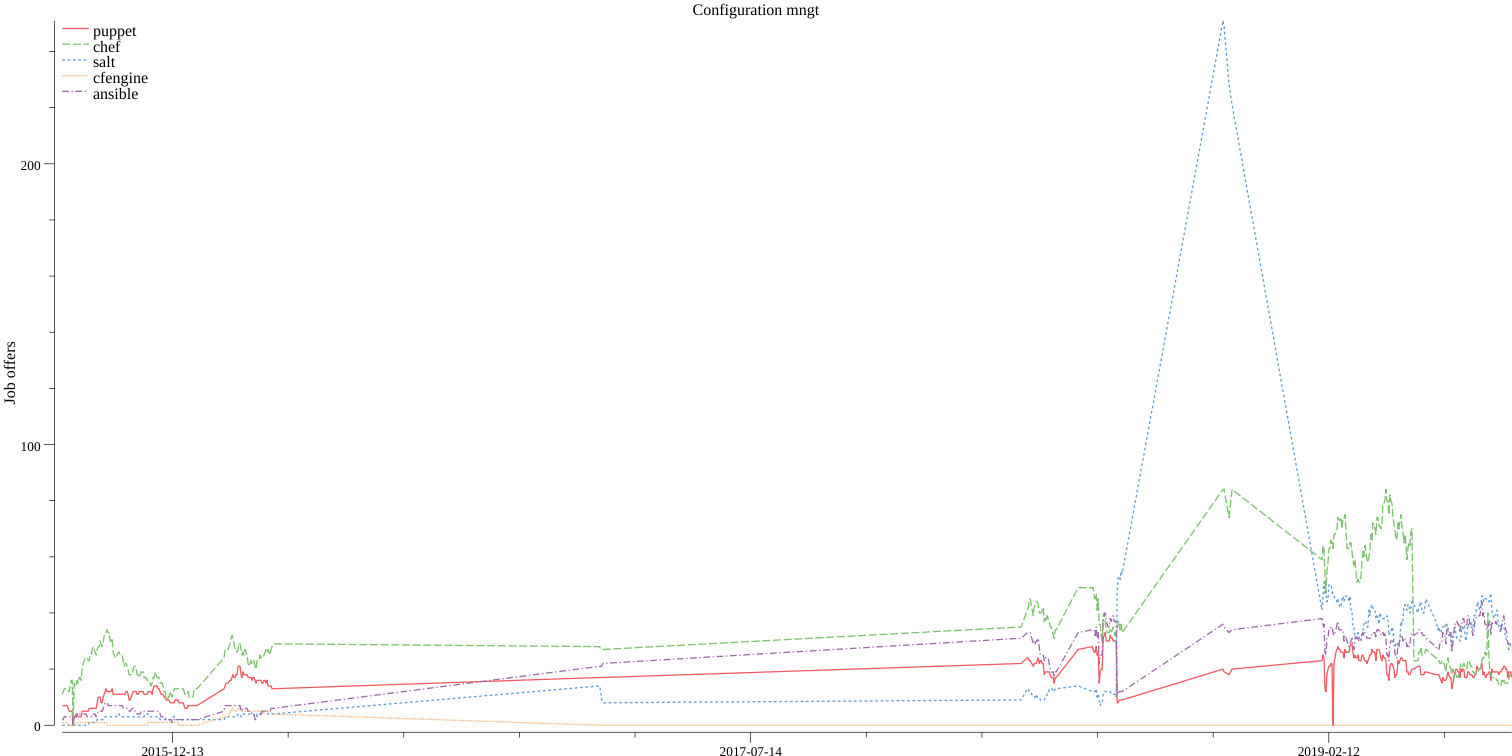 Configuration mngt
puppet
chef
salt
cfengine
ansible
200
100
0
Job offers
2015-12-13
2017-07-14
2019-02-12